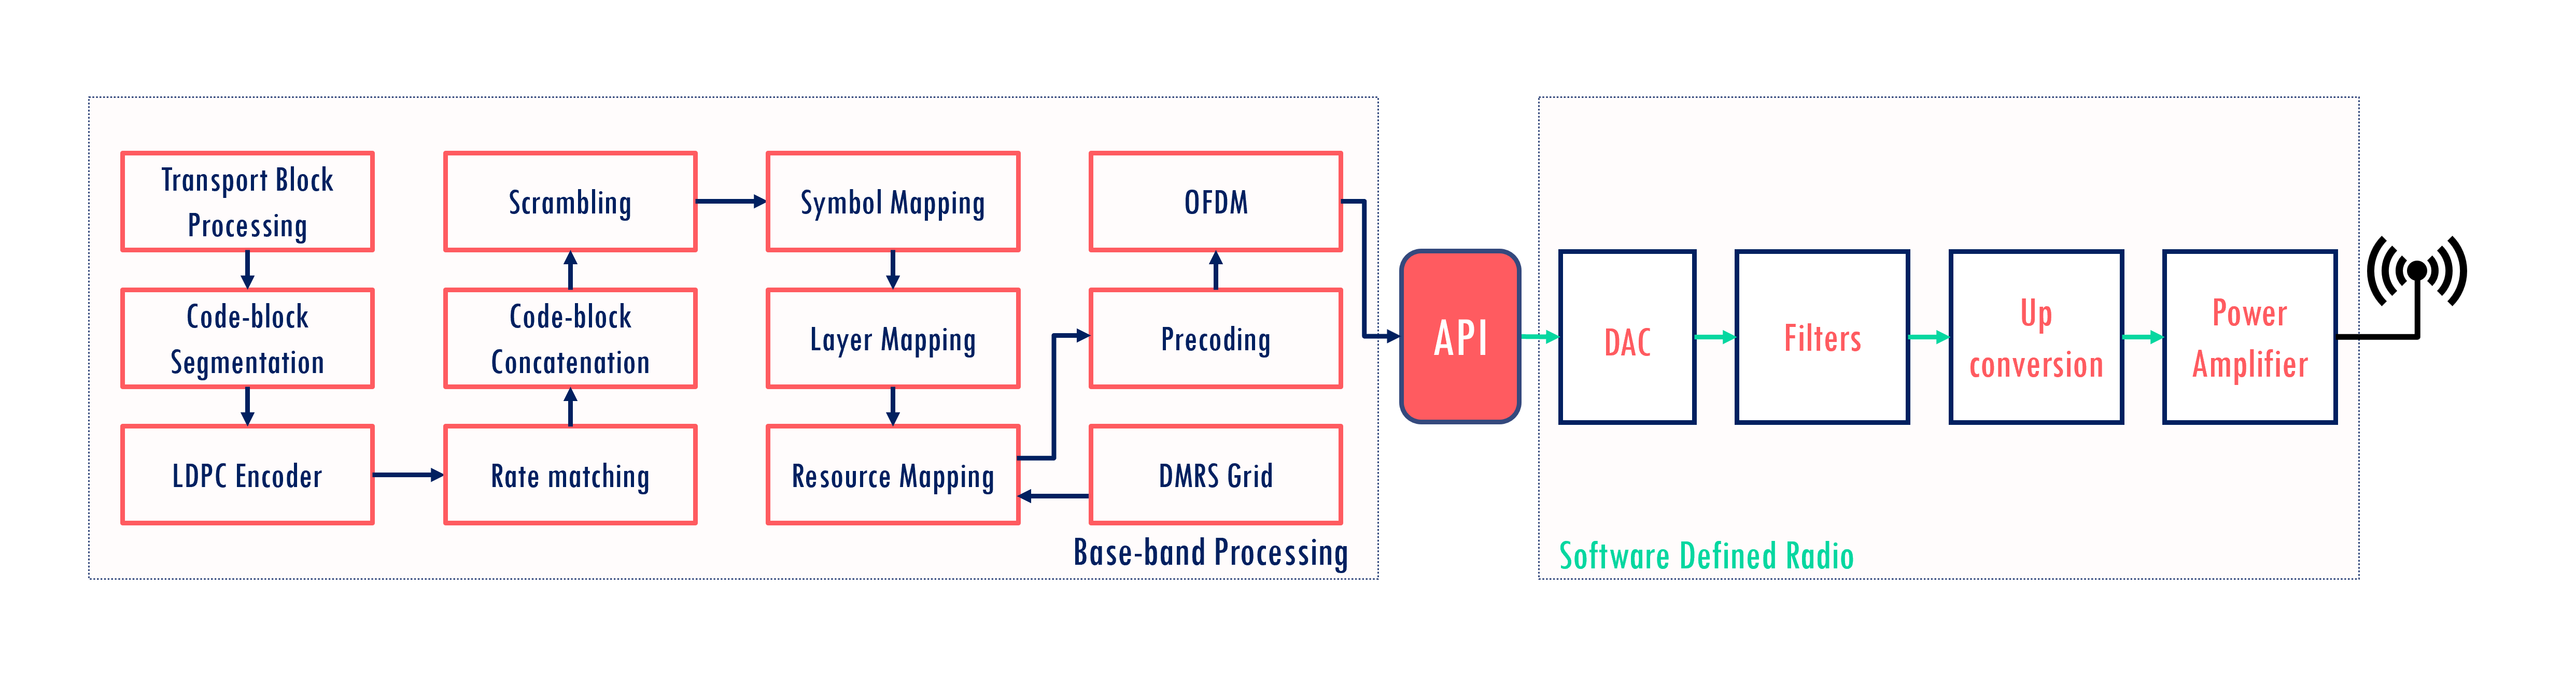 Transport Block
Processing
Code-block
Segmentation
LDPC Encoder
Scrambling
Code-block
Concatenation
Rate matching
Symbol Mapping
Layer Mapping
Resource Mapping
OFDM
Precoding
DMRS Grid
Base-band Processing
API
DAC
Filters
Up
conversion
Power
Amplifier
Software Defined Radio